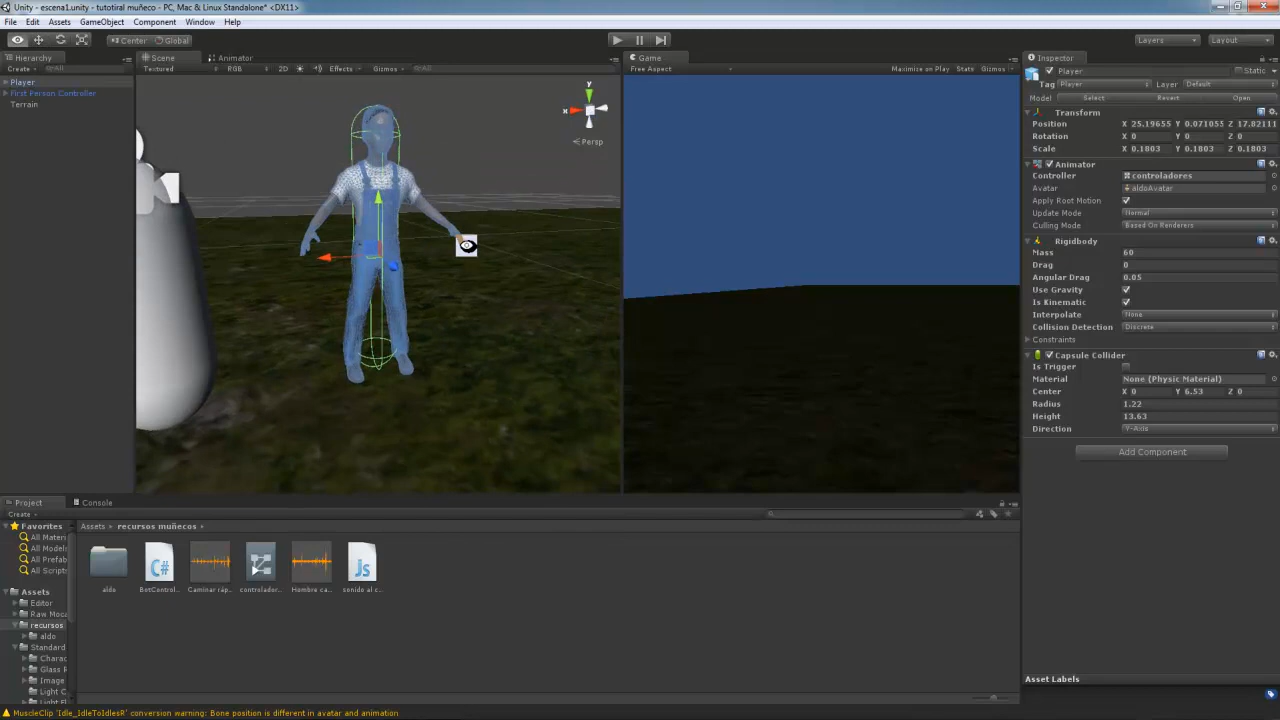 Unity - escena1.unity - tutotiral muñeco - PC, Mac & Linux Standalone* <DX11>
File Edit Assets GameObject Component Window Help
Center Global Layers Layout
Hierarchy
Create All
Player
First Person Controller
Terrain
Scene Animator
Textured RGB 2D Effects Gizmos All
y
x
Persp
Game
Free Aspect Maximize on Play Stats Gizmos
Inspector
Player Static
Tag Player Layer Default
Model Select Revert Open
Transform
Position X 25.19655 Y 0.071055 Z 17.82111
Rotation X 0 Y 0 Z 0
Scale X 0.1803 Y 0.1803 Z 0.1803
Animator
Controller controladores
Avatar aldoAvatar
Apply Root Motion
Update Mode Normal
Culling Mode Based On Renderers
Rigidbody
Mass 60
Drag 0
Angular Drag 0.05
Use Gravity
Is Kinematic
Interpolate None
Collision Detection Discrete
Constraints
Capsule Collider
Is Trigger
Material None (Physic Material)
Center X 0 Y 6.53 Z 0
Radius 1.22
Height 13.63
Direction Y-Axis
Add Component
Asset Labels
Project Console
Create
Favorites
All Materi
All Models
All Prefab
All Scripts
Assets
Editor
Raw Moca
recursos
aldo
Standard
Charac
Glass R
Image
Light C
Assets recursos muñecos
aldo
C#
BotControl...
Caminar ráp...
controlador...
Hombre ca...
Js
sonido al c...
MuscleClip 'Idle_IdleToIdlesR' conversion warning: Bone position is different in avatar and animation